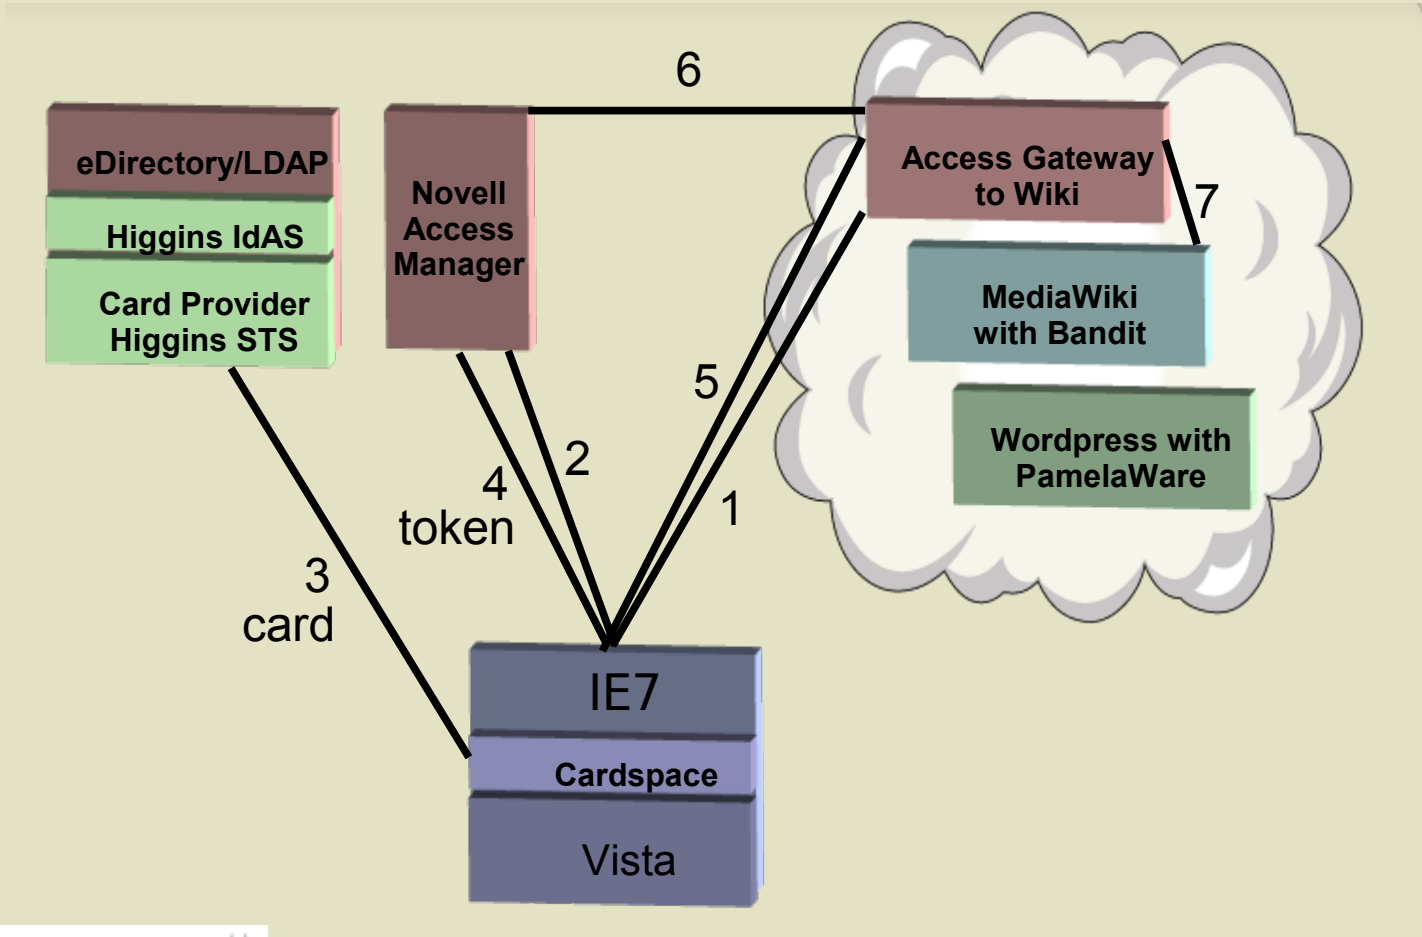 6
eDirectory/LDAP
Higgins IdAS
Card Provider
Higgins STS
Novell
Access
Manager
Access Gateway
to Wiki
7
MediaWiki
with Bandit
Wordpress with
PamelaWare
5
1
2
4
token
3
card
IE7
Cardspace
Vista